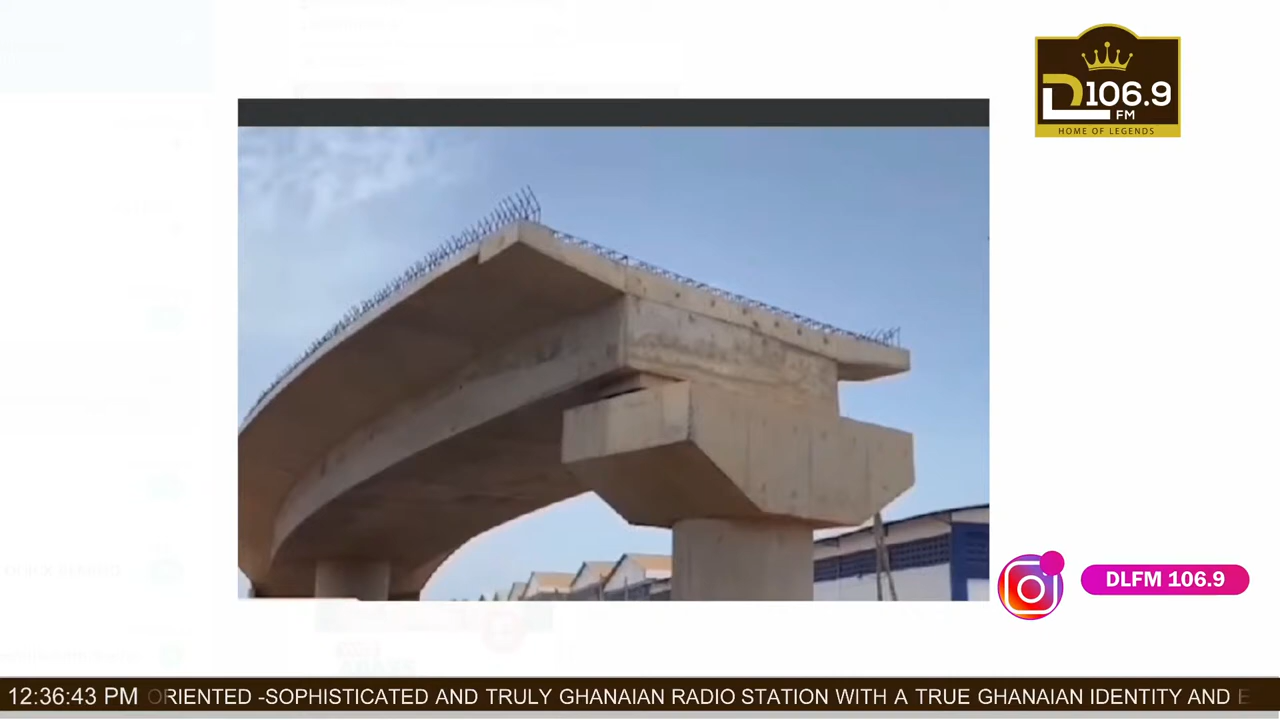 DL 106.9
FM
HOME OF LEGENDS
DLFM 106.9
12:36:43 PM ORIENTED -SOPHISTICATED AND TRULY GHANAIAN RADIO STATION WITH A TRUE GHANAIAN IDENTITY AND